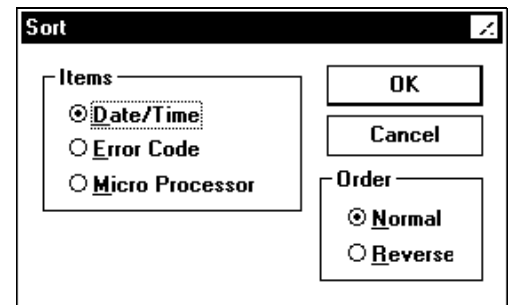 Sort
Items
Date/Time
Error Code
Micro Processor
OK
Cancel
Order
Normal
Reverse